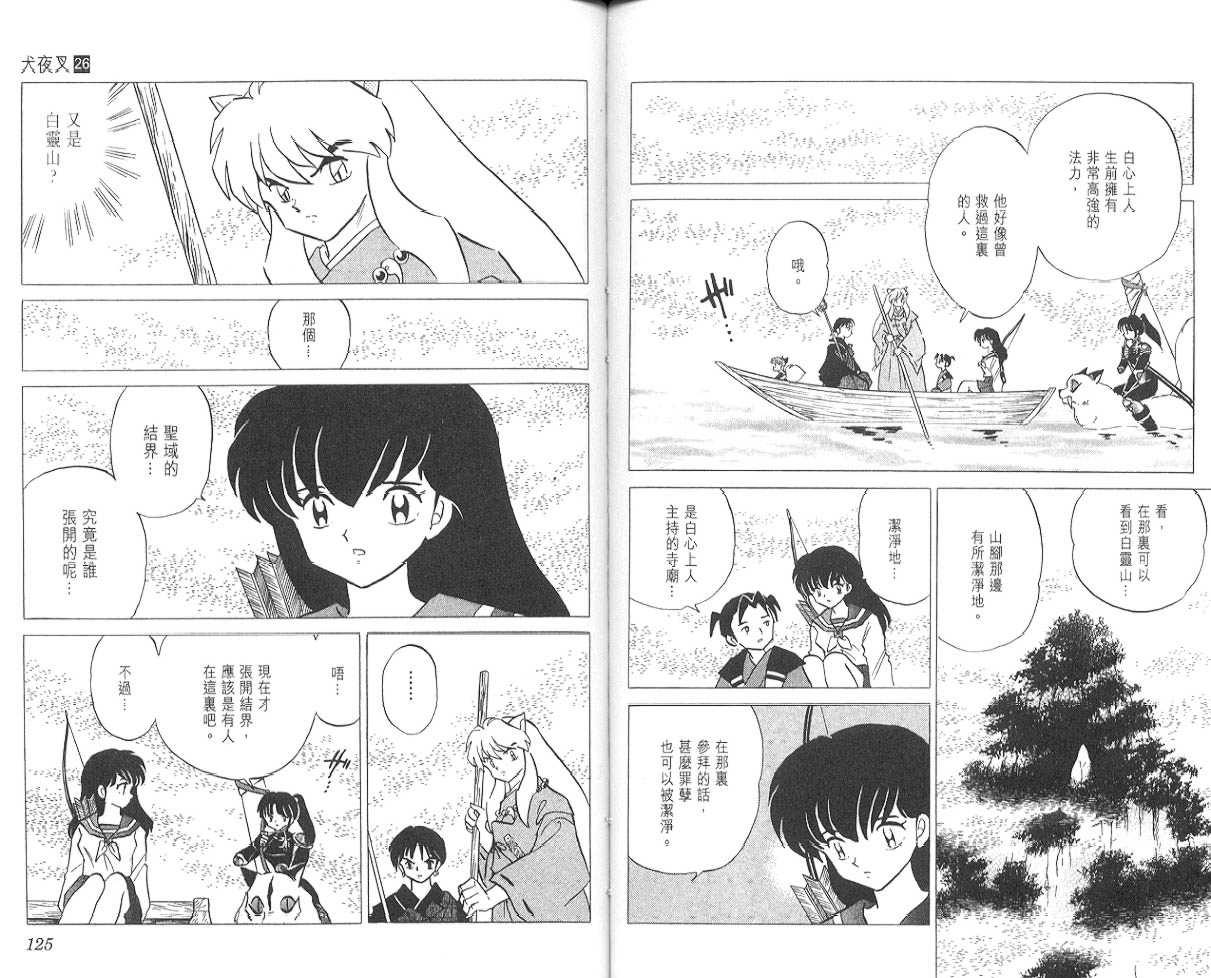 白心上人
生前擁有
非常高強的
法力，
他好像曾
救過這裏
的人。
哦。
看，
在那裏可以
看到白靈山…
山腳那邊
有所潔淨地。
潔淨地…
是白心上人
主持的寺廟…
在那裏
參拜的話，
甚麼罪孽
也可以被潔淨。
犬夜叉 26
又是
白靈山？
那個…
聖域的
結界…
究竟是誰
張開的呢…
……
唔…
現在才
張開結界，
應該是有人
在這裏吧。
不過…
125